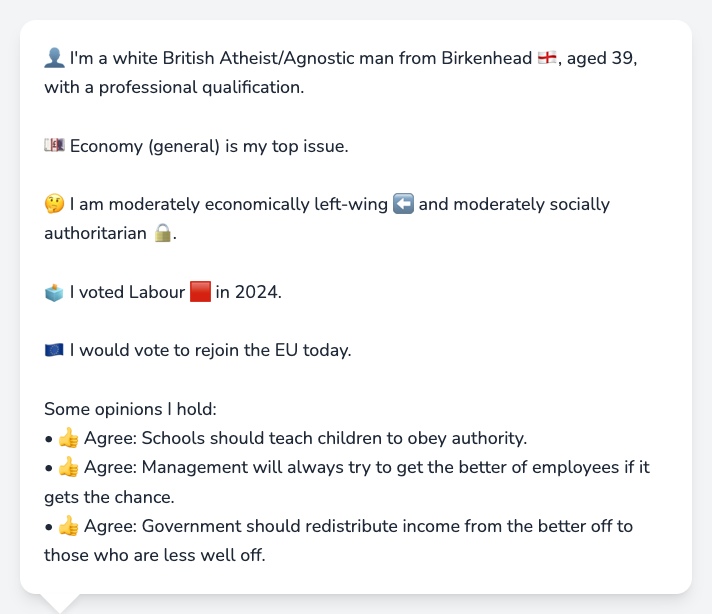 👤 I'm a white British Atheist/Agnostic man from Birkenhead 🏴󠁧󠁢󠁥󠁮󠁧󠁿, aged 39,
with a professional qualification.
💷 Economy (general) is my top issue.
🤔 I am moderately economically left-wing ⬅️ and moderately socially
authoritarian 🔒.
🗳️ I voted Labour 🟥 in 2024.
🇪🇺 I would vote to rejoin the EU today.
Some opinions I hold:
• 👍 Agree: Schools should teach children to obey authority.
• 👍 Agree: Management will always try to get the better of employees if it
gets the chance.
• 👍 Agree: Government should redistribute income from the better off to
those who are less well off.